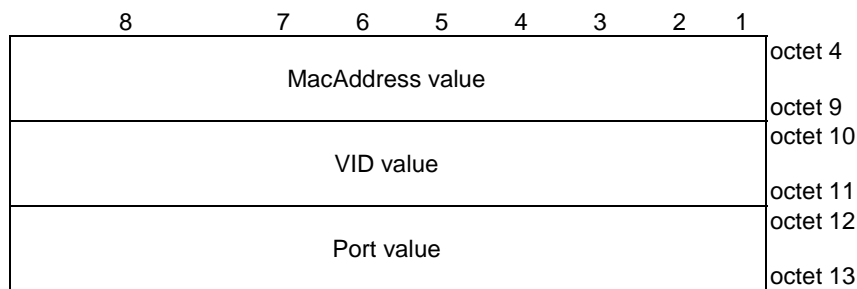 8 7 6 5 4 3 2 1
octet 4
MacAddress value
octet 9
octet 10
VID value
octet 11
octet 12
Port value
octet 13